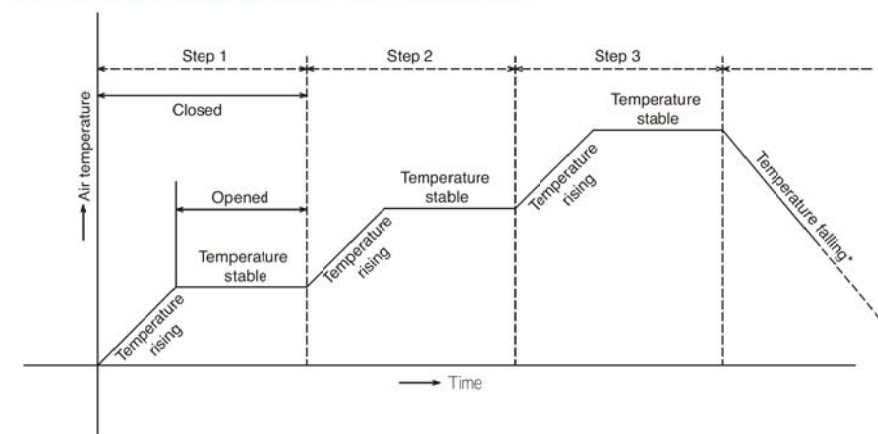 Step 1
Step 2
Step 3
Closed
Air temperature
Opened
Temperature
stable
Temperature
rising
Temperature
stable
Temperature
rising
Temperature
stable
Temperature
rising
Temperature falling*
Time